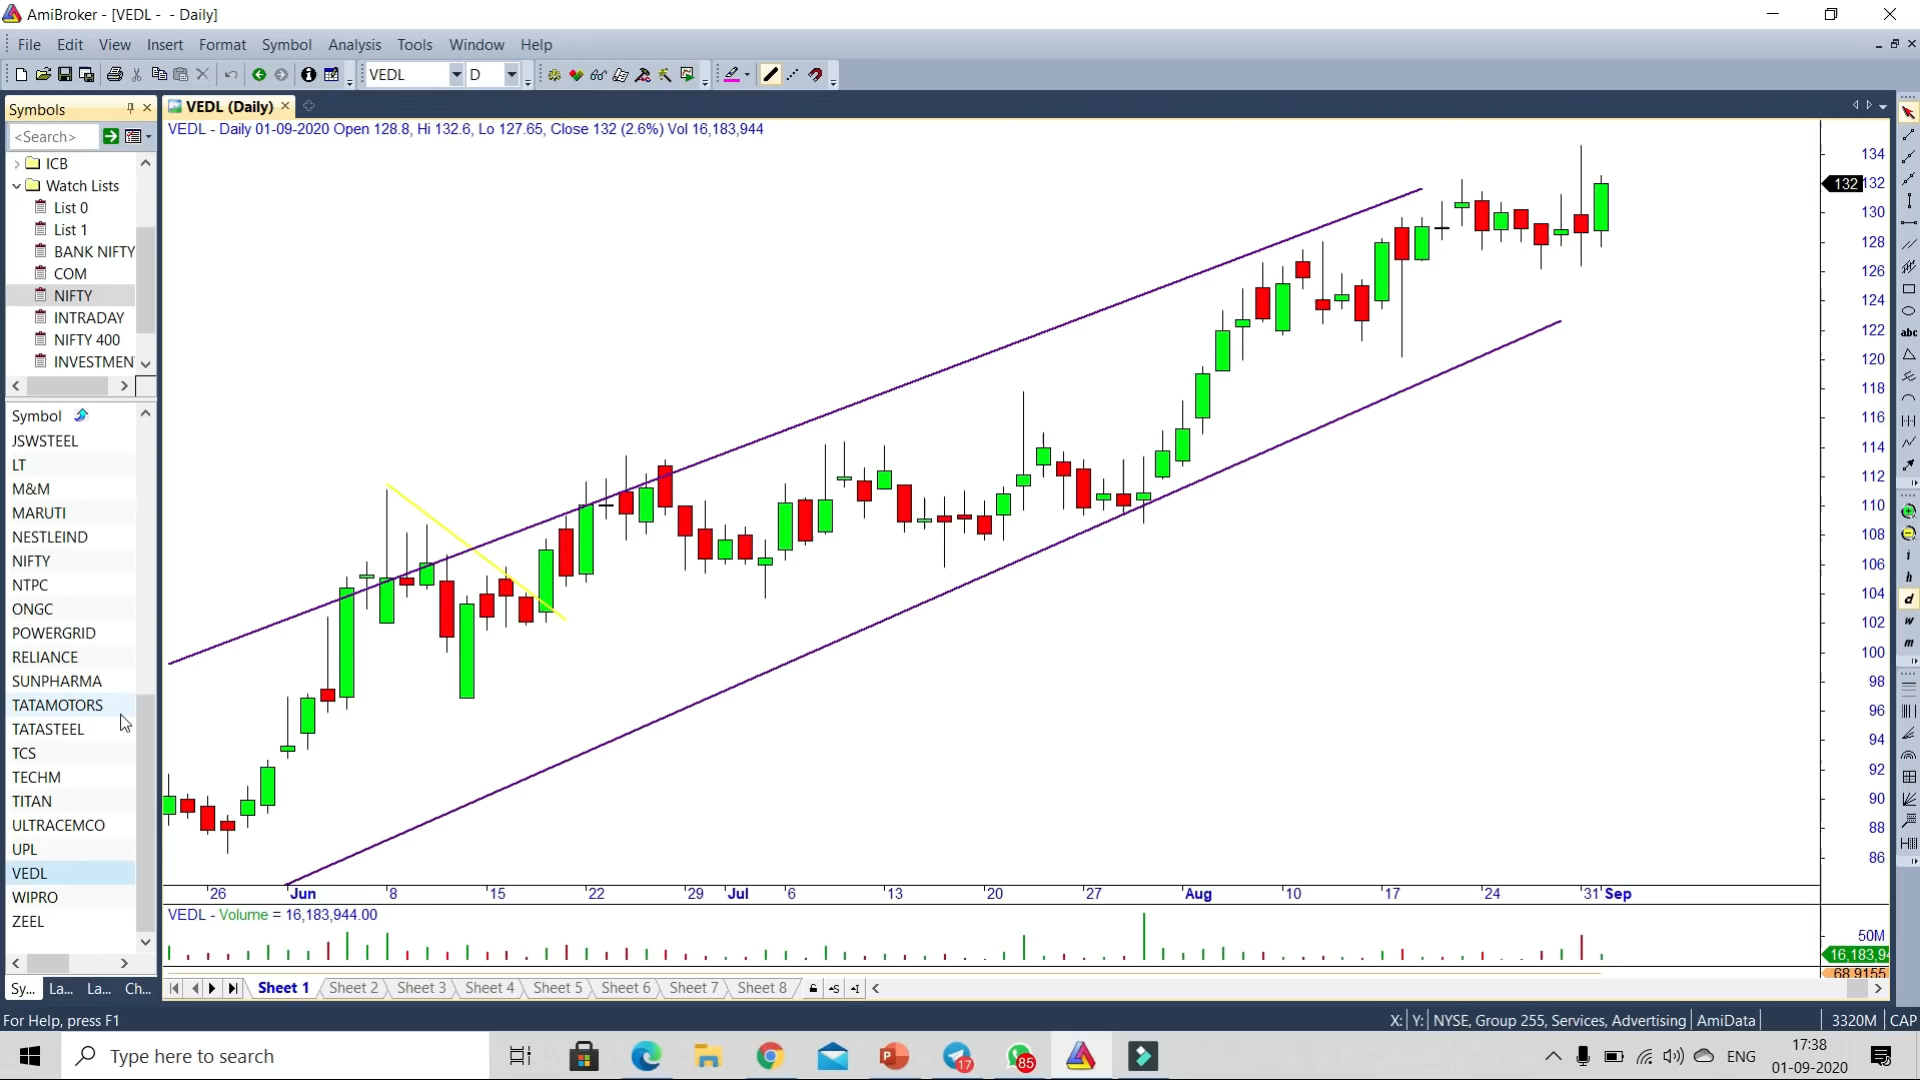 AmiBroker - [VEDL - - Daily]
File Edit View Insert Format Symbol Analysis Tools Window Help
VEDL D
Symbols
VEDL (Daily)
<Search>
VEDL - Daily 01-09-2020 Open 128.8, Hi 132.6, Lo 127.65, Close 132 (2.6%) Vol 16,183,944
ICB
Watch Lists
List 0
List 1
BANK NIFTY
COM
NIFTY
INTRADAY
NIFTY 400
INVESTMEN
Symbol
JSWSTEEL
LT
M&M
MARUTI
NESTLEIND
NIFTY
NTPC
ONGC
POWERGRID
RELIANCE
SUNPHARMA
TATAMOTORS
TATASTEEL
TCS
TECHM
TITAN
ULTRACEMCO
UPL
VEDL
WIPRO
ZEEL
Sy... La... La... Ch...
134
132 132
130
128
126
124
122
120
118
116
114
112
110
108
106
104
102
100
98
96
94
92
90
88
86
26 Jun 8 15 22 29 Jul 6 13 20 27 Aug 10 17 24 31 Sep
VEDL - Volume = 16,183,944.00
50M
16,183,94
68.9155
abc
i
h
d
w
m
Sheet 1 Sheet 2 Sheet 3 Sheet 4 Sheet 5 Sheet 6 Sheet 7 Sheet 8
For Help, press F1
X: Y: NYSE, Group 255, Services, Advertising AmiData 3320M CAP
Type here to search
17
85
ENG
17:38
01-09-2020